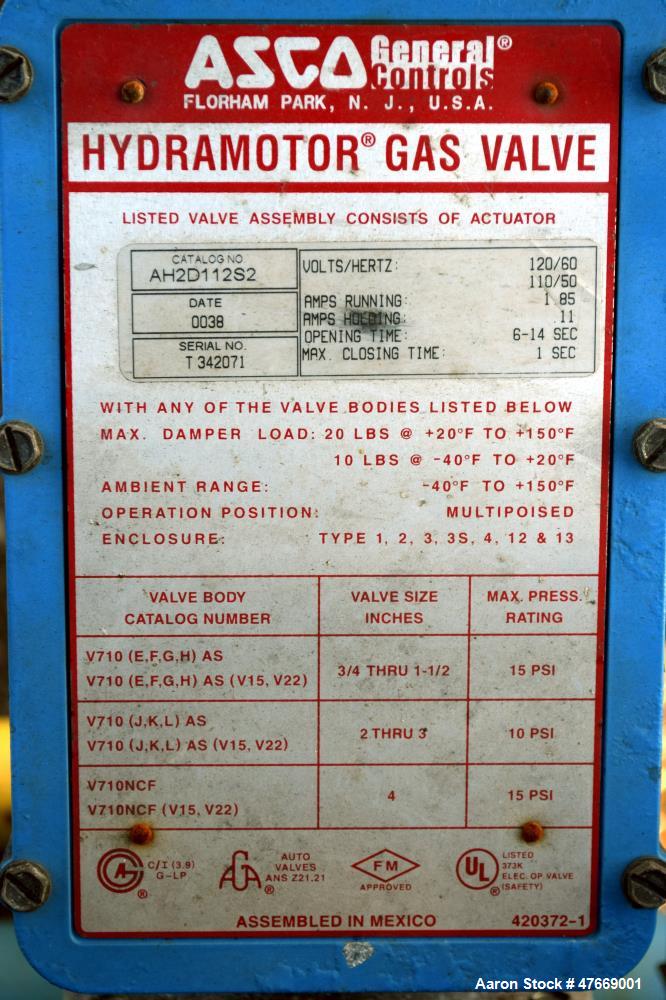 ASCO General Controls®
FLORHAM PARK, N. J., U.S.A.
HYDRAMOTOR® GAS VALVE
LISTED VALVE ASSEMBLY CONSISTS OF ACTUATOR
CATALOG NO
AH2D112S2
DATE
0038
SERIAL NO.
T 342071
VOLTS/HERTZ: 120/60
110/50
AMPS RUNNING: 1.85
AMPS HOLDING: .11
OPENING TIME: 6-14 SEC
MAX. CLOSING TIME: 1 SEC
WITH ANY OF THE VALVE BODIES LISTED BELOW
MAX. DAMPER LOAD: 20 LBS @ +20°F TO +150°F
10 LBS @ -40°F TO +20°F
AMBIENT RANGE: -40°F TO +150°F
OPERATION POSITION: MULTIPOISED
ENCLOSURE: TYPE 1, 2, 3, 3S, 4, 12 & 13
VALVE BODY CATALOG NUMBER
VALVE SIZE INCHES
MAX. PRESS. RATING
V710 (E,F,G,H) AS
V710 (E,F,G,H) AS (V15, V22)
3/4 THRU 1-1/2
15 PSI
V710 (J,K,L) AS
V710 (J,K,L) AS (V15, V22)
2 THRU 3
10 PSI
V710NCF
V710NCF (V15, V22)
4
15 PSI
C/I (3.9)
G-LP
®
AGA®
AUTO
VALVES
ANS Z21.21
FM
APPROVED
UL®
LISTED
373K
ELEC. OP VALVE
(SAFETY)
ASSEMBLED IN MEXICO 420372-1
Aaron Stock # 47669001